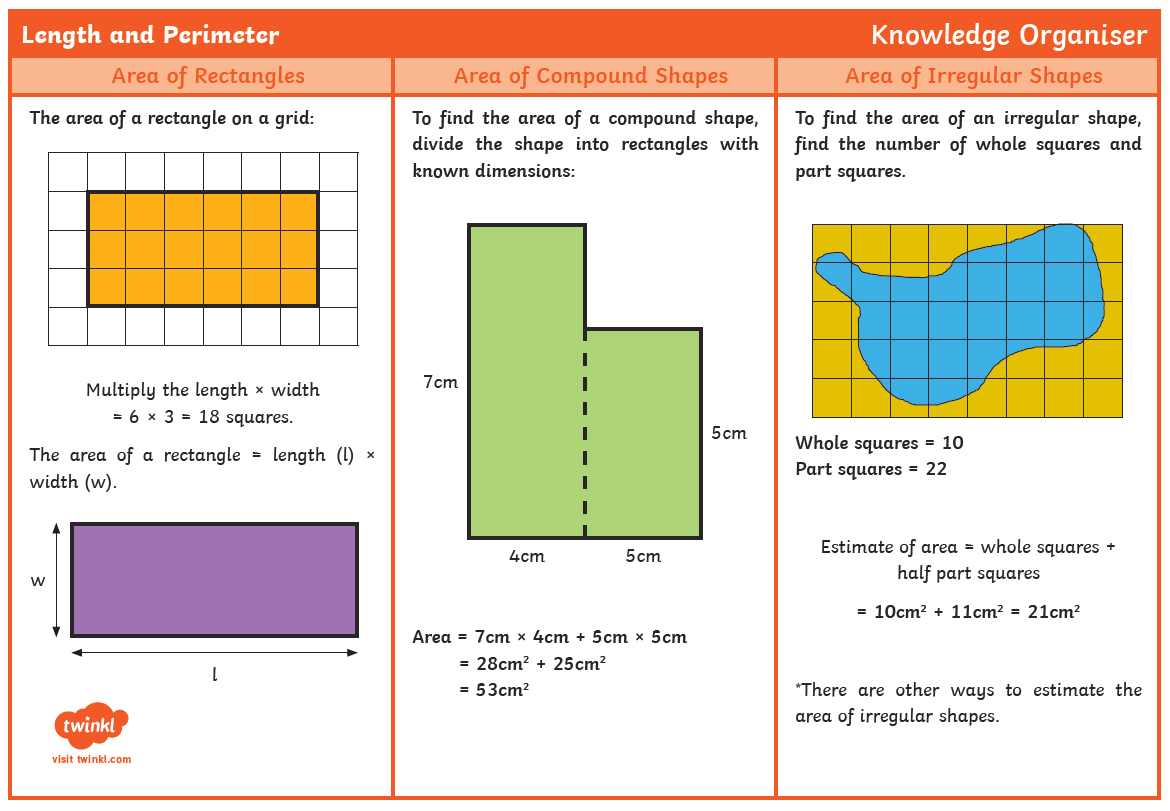 Length and Perimeter
Knowledge Organiser
Area of Rectangles
The area of a rectangle on a grid:
Multiply the length × width
= 6 × 3 = 18 squares.
The area of a rectangle = length (l) ×
width (w).
w
l
twinkl
visit twinkl.com
Area of Compound Shapes
To find the area of a compound shape,
divide the shape into rectangles with
known dimensions:
7cm
5cm
4cm
5cm
Area = 7cm × 4cm + 5cm × 5cm
= 28cm² + 25cm²
= 53cm²
Area of Irregular Shapes
To find the area of an irregular shape,
find the number of whole squares and
part squares.
Whole squares = 10
Part squares = 22
Estimate of area = whole squares +
half part squares
= 10cm² + 11cm² = 21cm²
*There are other ways to estimate the
area of irregular shapes.